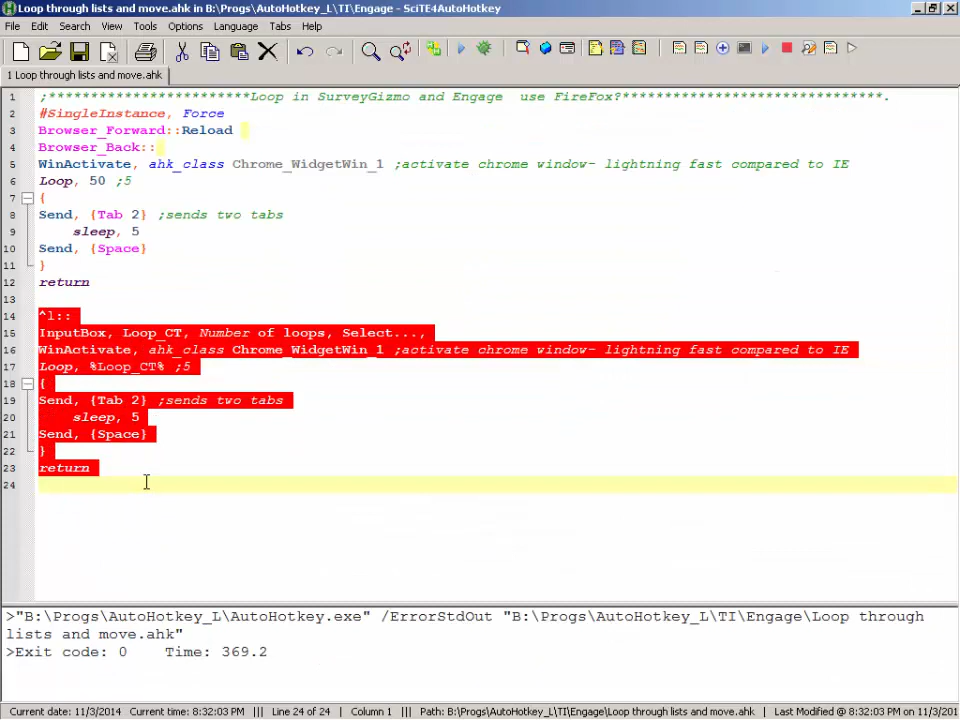 Loop through lists and move.ahk in B:\Progs\AutoHotkey_L\TI\Engage - SciTE4AutoHotkey
File Edit Search View Tools Options Language Tabs Help
1 Loop through lists and move.ahk
1 ;************************Loop in SurveyGizmo and Engage  use FireFox?*******************************.
2 #SingleInstance, Force
3 Browser_Forward::Reload
4 Browser_Back::
5 WinActivate, ahk_class Chrome_WidgetWin_1 ;activate chrome window- lightning fast compared to IE
6 Loop, 50 ;5
7 {
8 Send, {Tab 2} ;sends two tabs
9 sleep, 5
10 Send, {Space}
11 }
12 return
13
14 ^l::
15 InputBox, Loop_CT, Number of loops, Select...,
16 WinActivate, ahk_class Chrome_WidgetWin_1 ;activate chrome window- lightning fast compared to IE
17 Loop, %Loop_CT% ;5
18 {
19 Send, {Tab 2} ;sends two tabs
20 sleep, 5
21 Send, {Space}
22 }
23 return
24
>"B:\Progs\AutoHotkey_L\AutoHotkey.exe" /ErrorStdOut "B:\Progs\AutoHotkey_L\TI\Engage\Loop through
lists and move.ahk"
>Exit code: 0    Time: 369.2
Current date: 11/3/2014 Current time: 8:32:03 PM ||| Line 24 of 24 | Column 1 ||| Path: B:\Progs\AutoHotkey_L\TI\Engage\Loop through lists and move.ahk ||| Last Modified @ 8:32:03 PM on 11/3/201